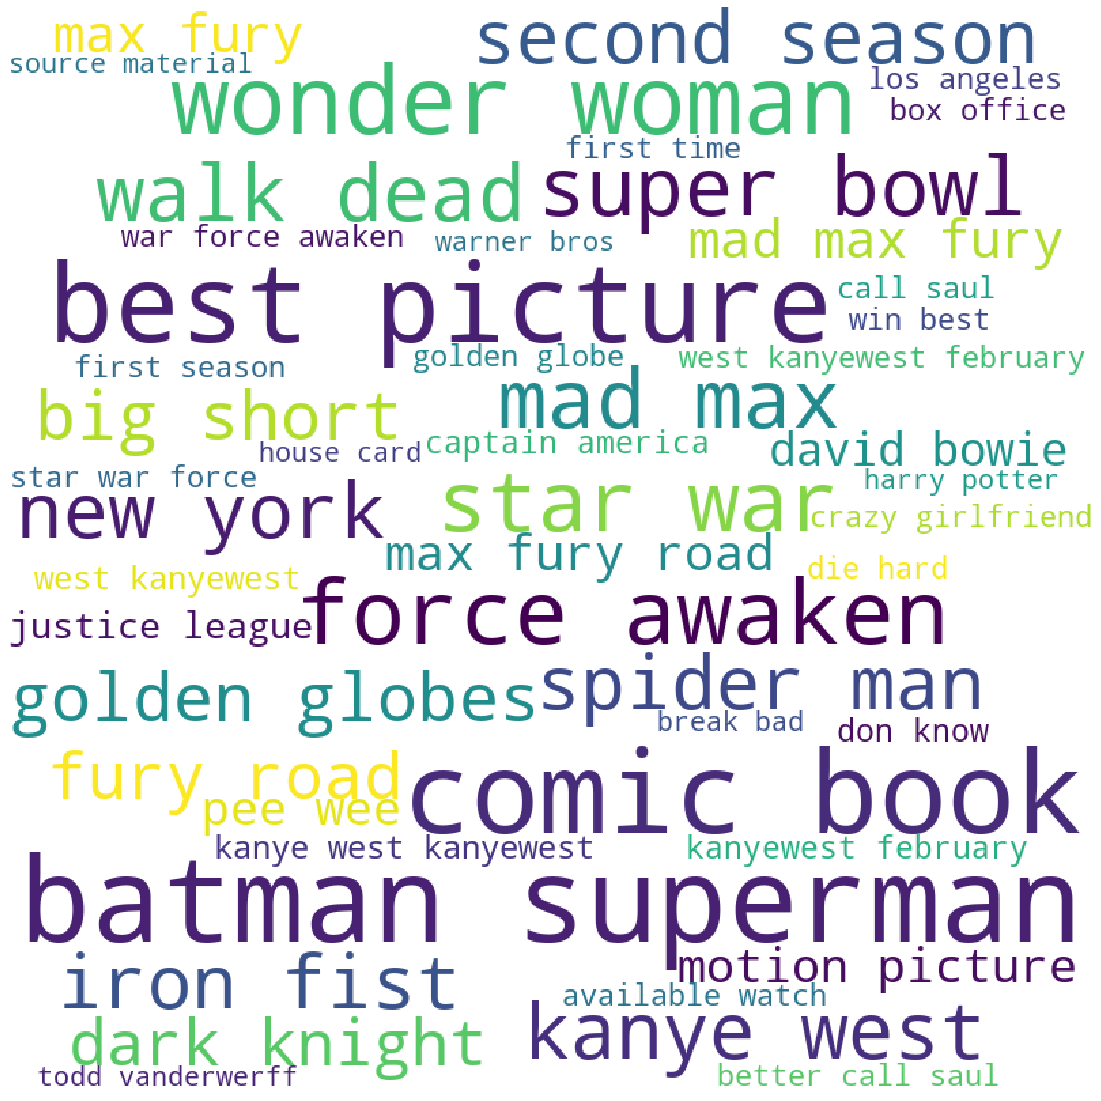 max fury
second season
source material
wonder woman
los angeles
box office
first time
walk dead
super bowl
war force awaken
warner bros
mad max fury
best picture
call saul
win best
first season
golden globe
west kanyewest february
big short
mad max
house card
captain america
david bowie
star war force
harry potter
new york
star war
crazy girlfriend
max fury road
die hard
west kanyewest
justice league
force awaken
golden globes
spider man
break bad
don know
fury road
pee wee
comic book
kanye west kanyewest
kanyewest february
batman superman
iron fist
motion picture
available watch
dark knight
kanye west
todd vanderwerff
better call saul